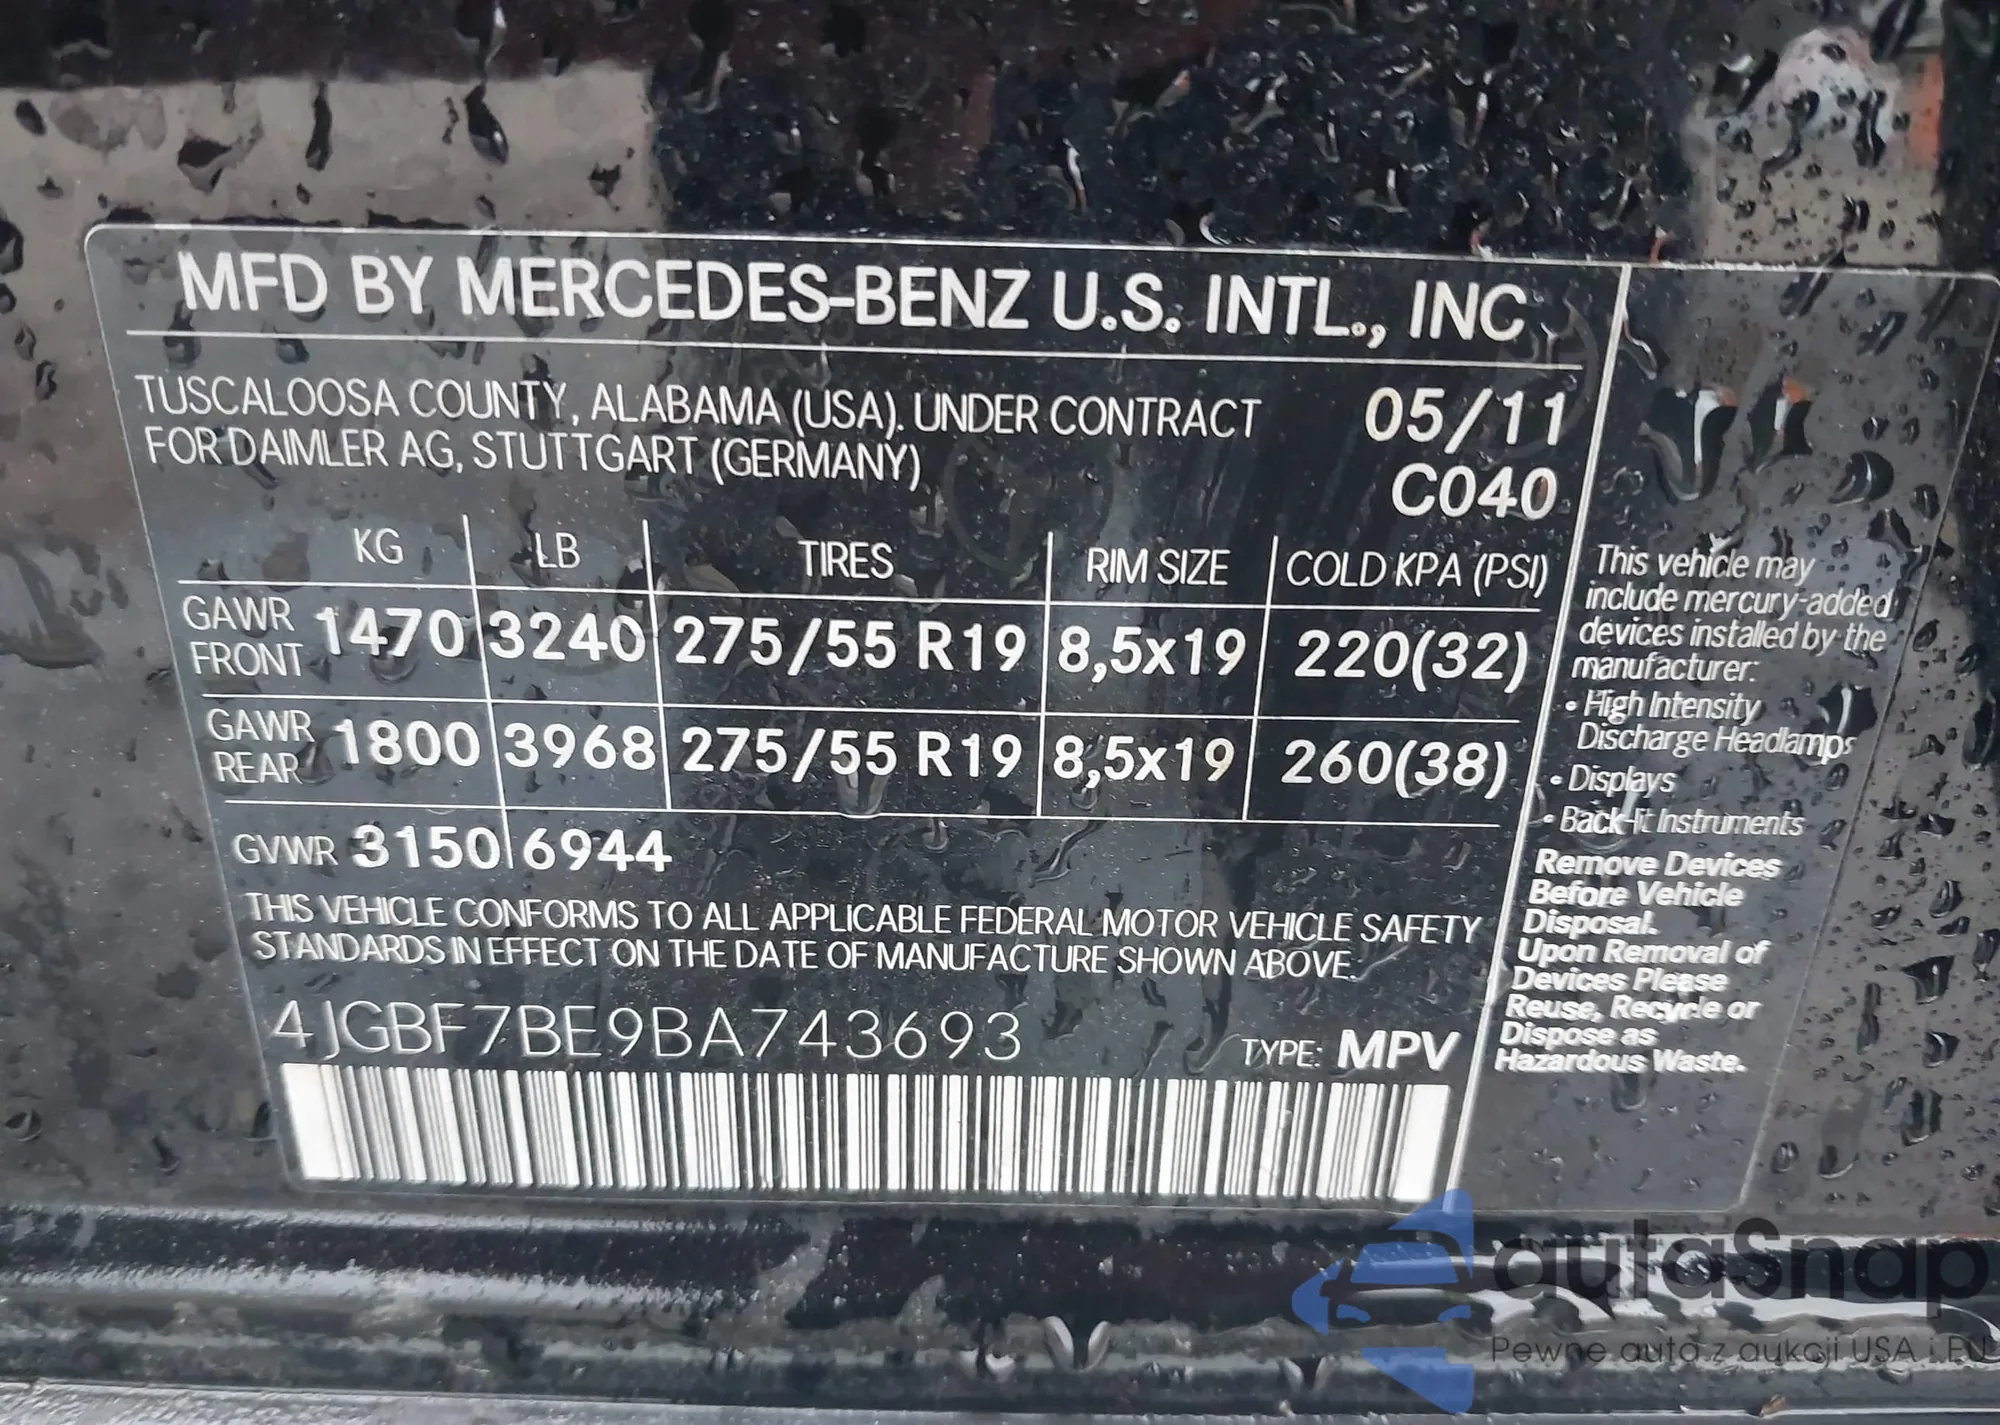 MFD BY MERCEDES-BENZ U.S. INTL., INC
TUSCALOOSA COUNTY, ALABAMA (USA). UNDER CONTRACT
FOR DAIMLER AG, STUTTGART (GERMANY)
05/11
C040
KG LB TIRES RIM SIZE COLD KPA (PSI)
GAWR FRONT 1470 3240 275/55 R19 8,5x19 220(32)
GAWR REAR 1800 3968 275/55 R19 8,5x19 260(38)
GVWR 3150 6944
THIS VEHICLE CONFORMS TO ALL APPLICABLE FEDERAL MOTOR VEHICLE SAFETY
STANDARDS IN EFFECT ON THE DATE OF MANUFACTURE SHOWN ABOVE.
4JGBF7BE9BA743693
TYPE: MPV
This vehicle may
include mercury-added
devices installed by the
manufacturer:
• High Intensity
Discharge Headlamps
• Displays
• Back-lit Instruments
Remove Devices
Before Vehicle
Disposal.
Upon Removal of
Devices Please
Reuse, Recycle or
Dispose as
Hazardous Waste.
autaSnap
Pewne auta z aukcji USA i EU